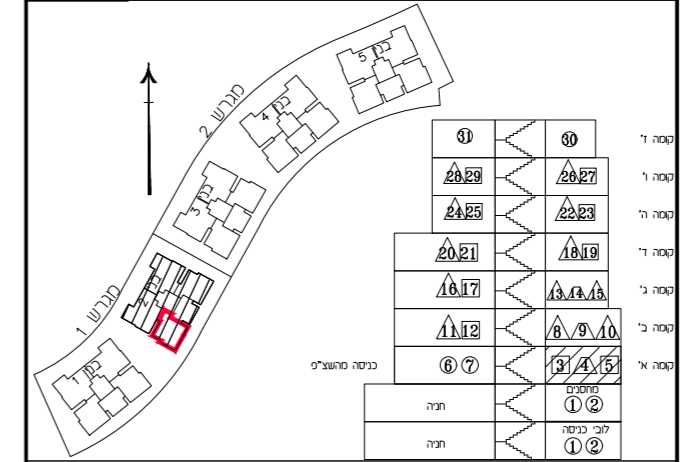 מגרש 2
בנין 5
בנין 4
בנין 3
מגרש 1
בנין 2
בנין 1
31 30 קומה ז'
28 29 26 27 קומה ו'
24 25 22 23 קומה ה'
20 21 18 19 קומה ד'
16 17 13 14 15 קומה ג'
11 12 8 9 10 קומה ב'
כניסה מהשצ"פ 6 7 3 4 5 קומה א'
מחסנים
חניה 1 2
לובי כניסה
חניה 1 2